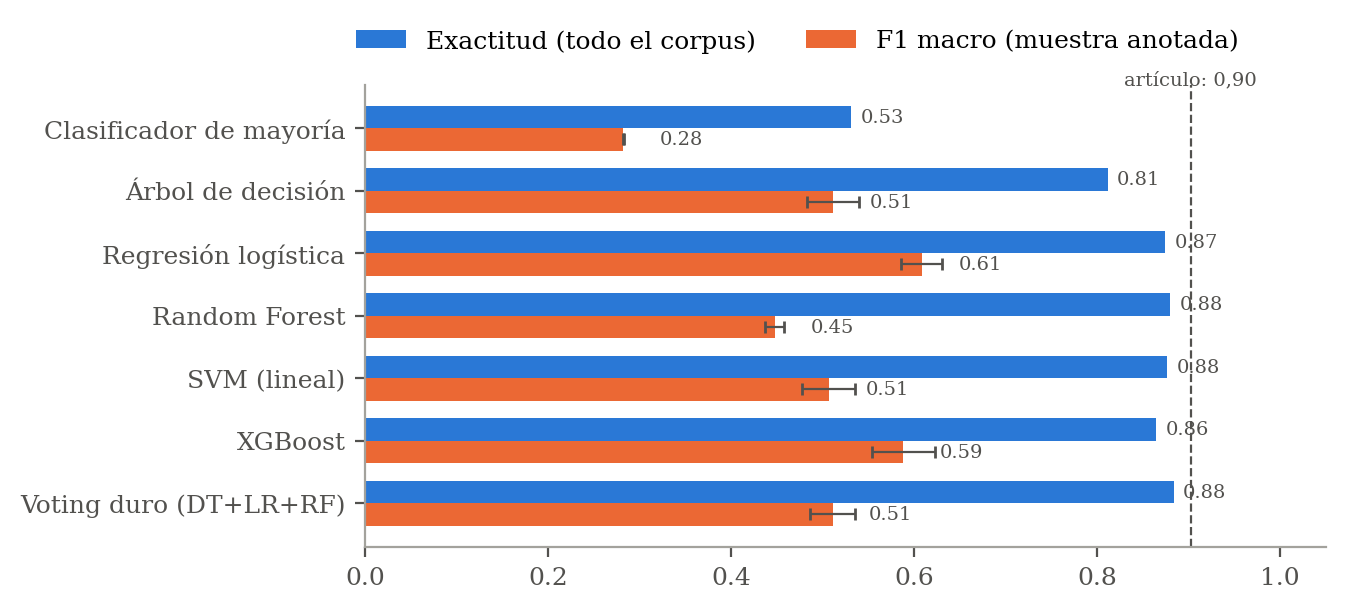 Exactitud (todo el corpus) F1 macro (muestra anotada)
artículo: 0,90
Clasificador de mayoría 0.53
0.28
Árbol de decisión 0.81
0.51
Regresión logística 0.87
0.61
Random Forest 0.88
0.45
SVM (lineal) 0.88
0.51
XGBoost 0.86
0.59
Voting duro (DT+LR+RF) 0.88
0.51
0.0 0.2 0.4 0.6 0.8 1.0